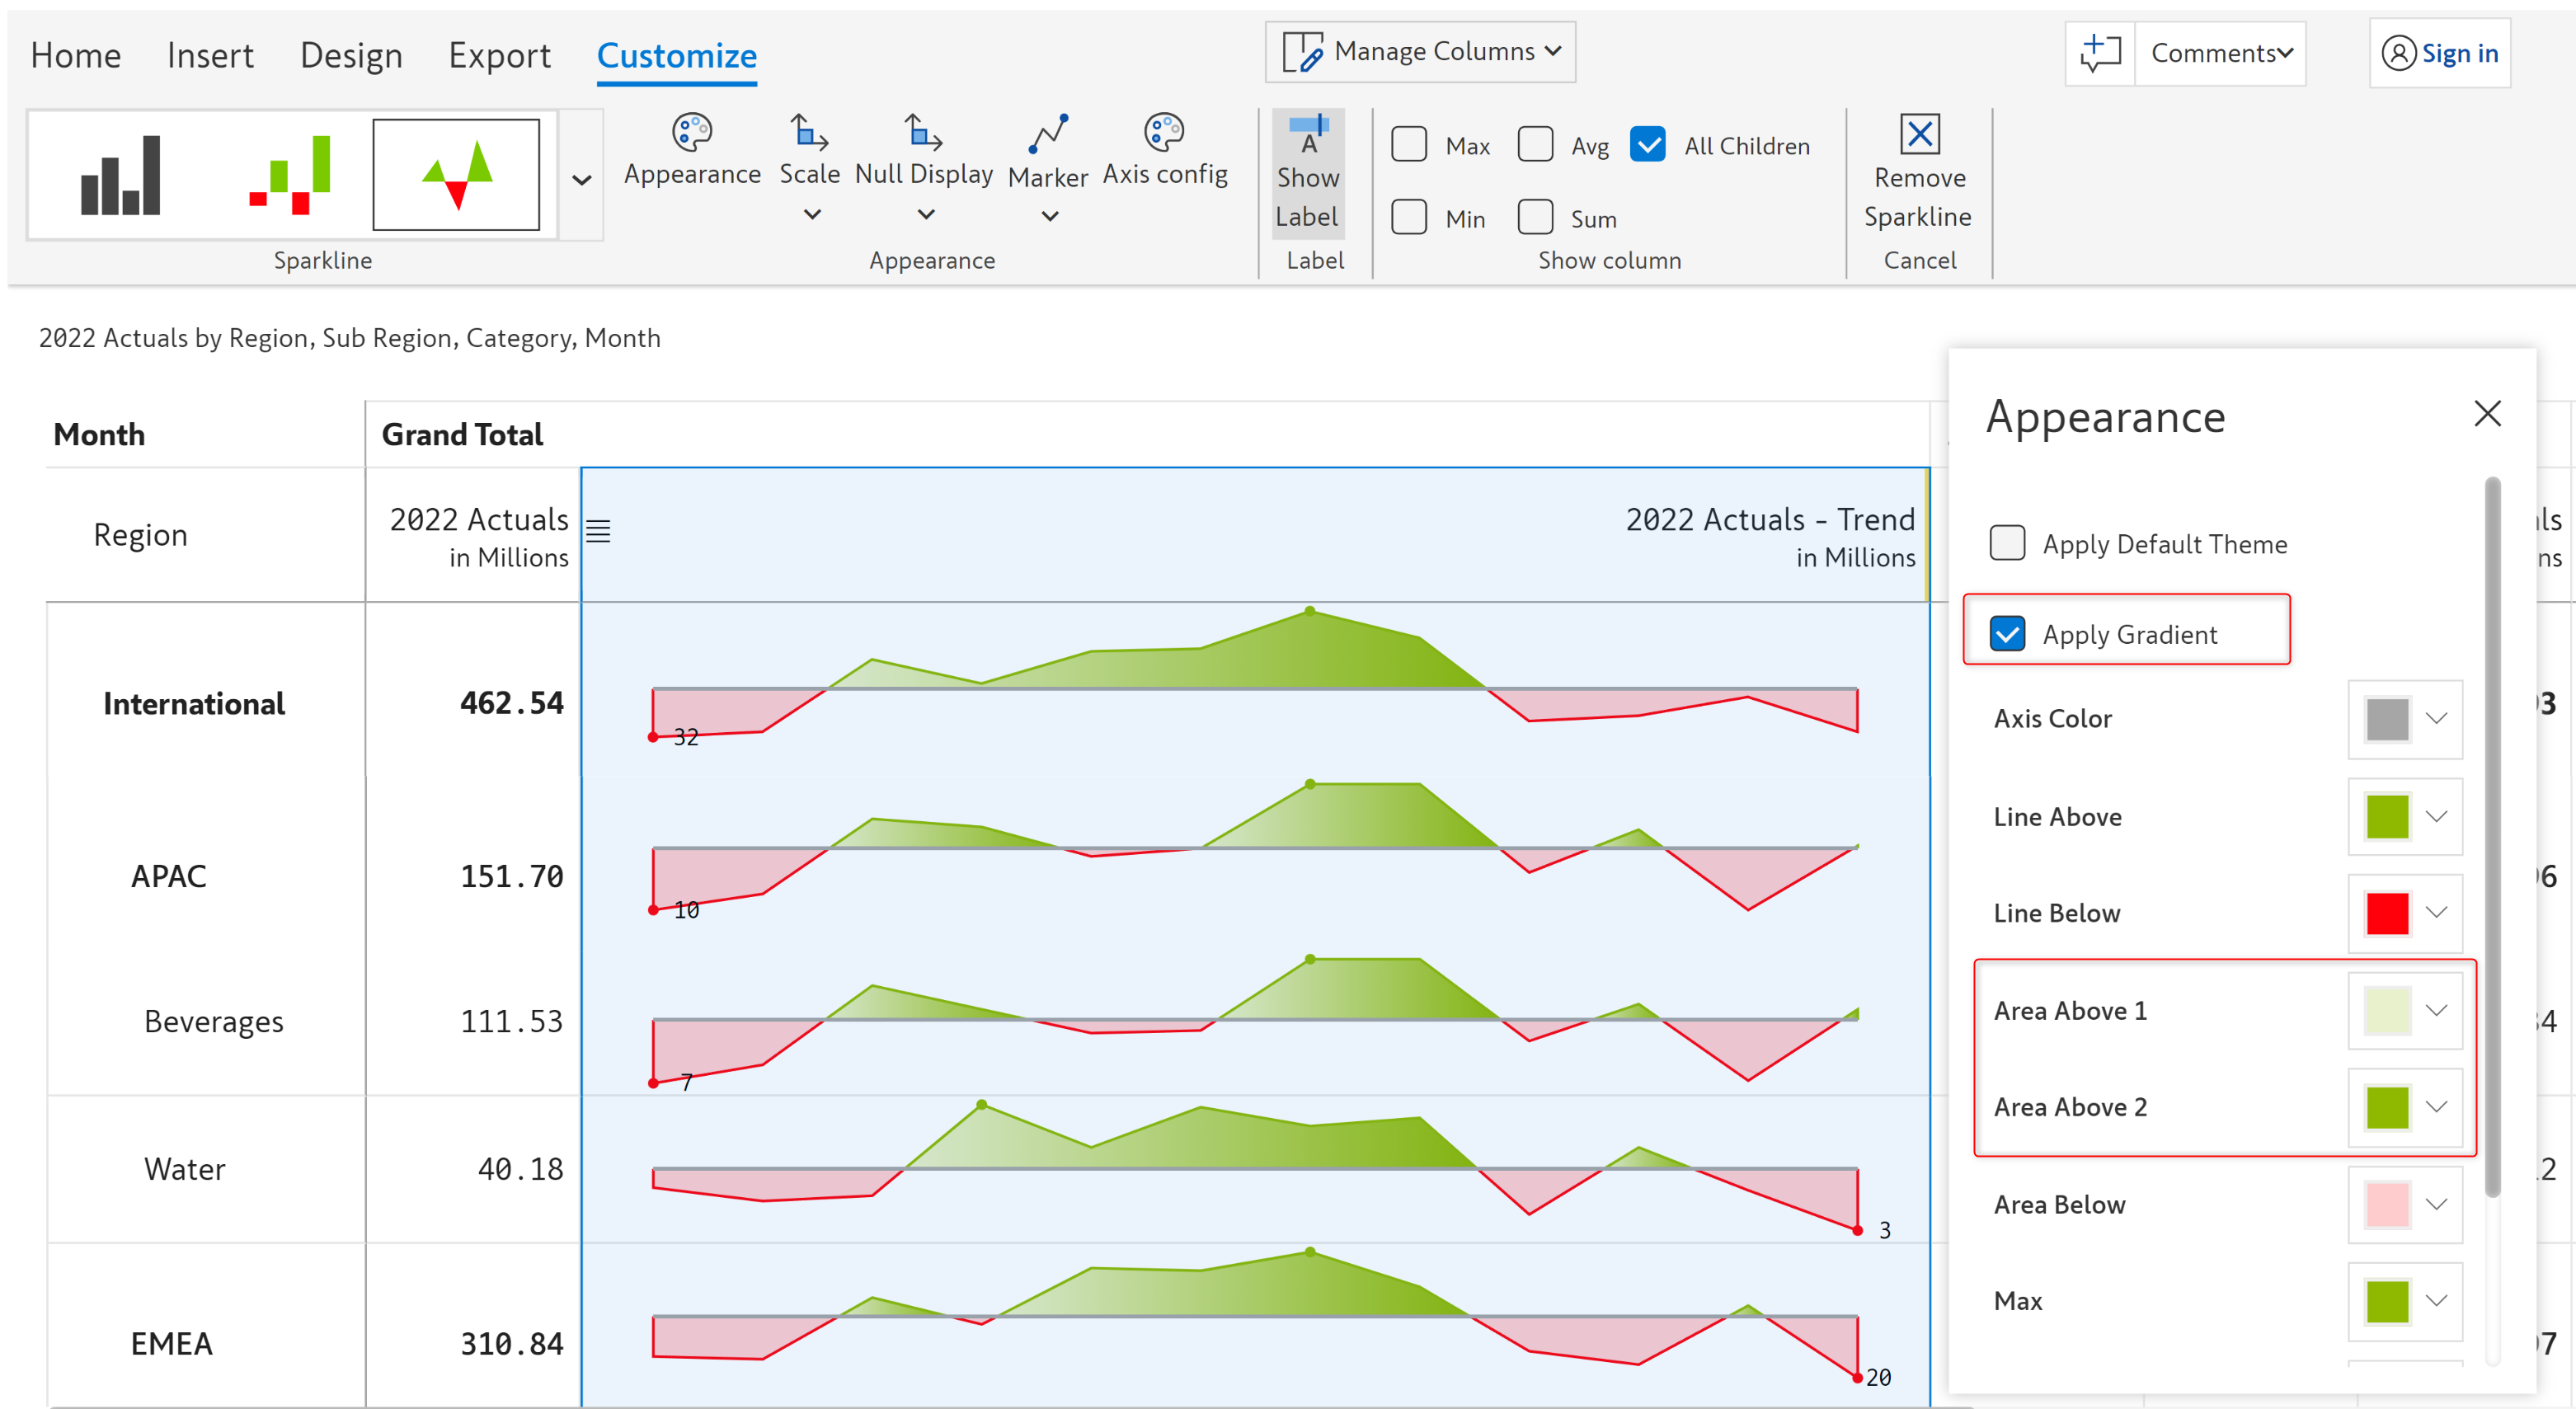 Home Insert Design Export Customize Manage Columns Comments Sign in
Appearance Scale Null Display Marker Axis config
A
Show Label
Max Avg All Children
Min Sum
Remove Sparkline
Sparkline Appearance Label Show column Cancel
2022 Actuals by Region, Sub Region, Category, Month
Month Grand Total
Region 2022 Actuals 2022 Actuals - Trend
in Millions in Millions
International 462.54
32
APAC 151.70
10
Beverages 111.53
7
Water 40.18
3
EMEA 310.84
20
Appearance
Apply Default Theme
Apply Gradient
Axis Color
Line Above
Line Below
Area Above 1
Area Above 2
Area Below
Max